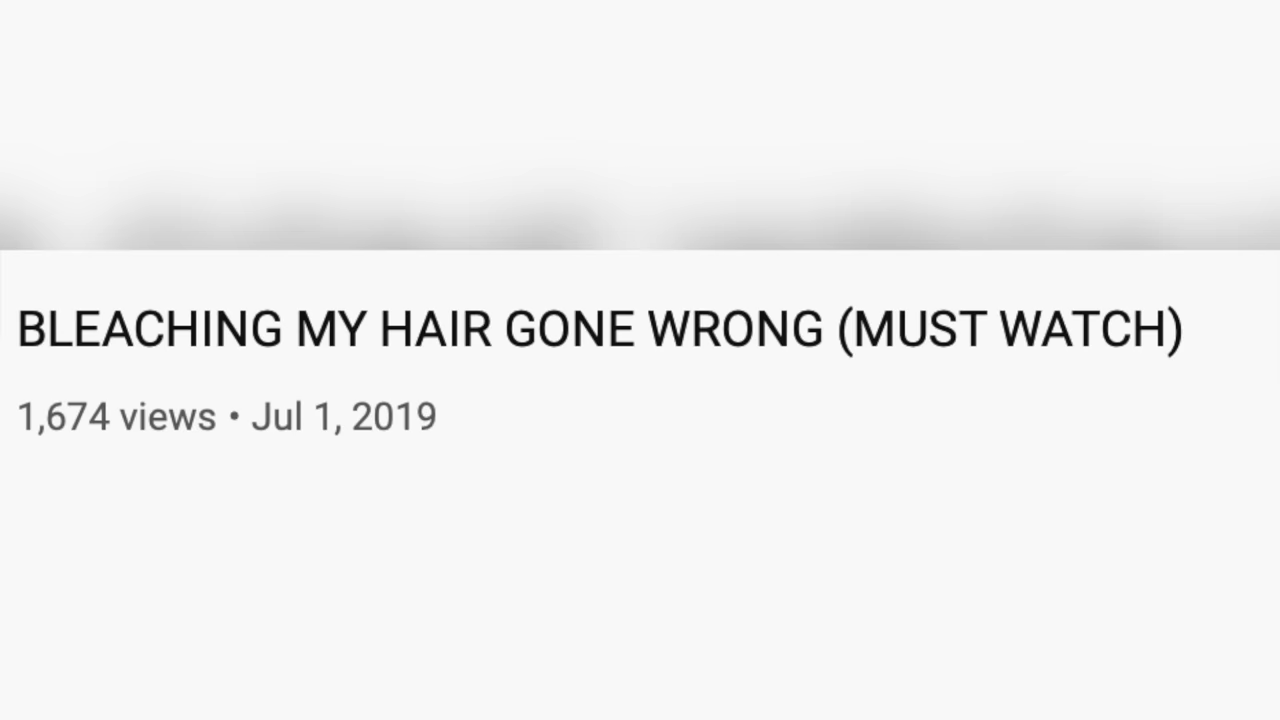 BLEACHING MY HAIR GONE WRONG (MUST WATCH)
1,674 views • Jul 1, 2019